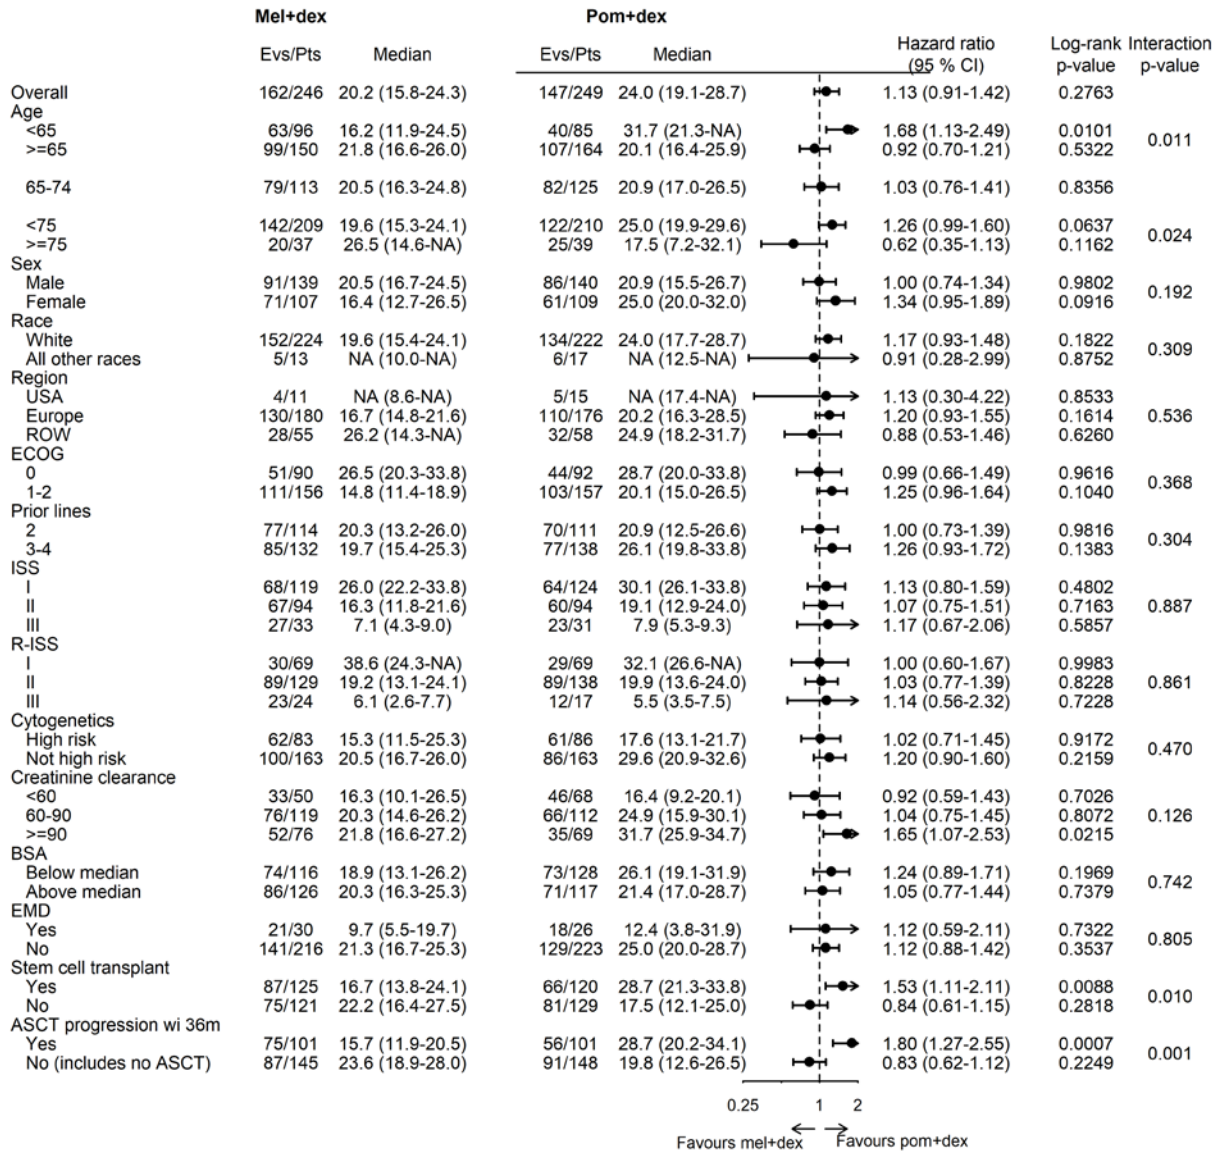 Mel+dex Pom+dex
Evs/Pts Median Evs/Pts Median Hazard ratio (95 % CI) Log-rank p-value Interaction p-value
Overall 162/246 20.2 (15.8-24.3) 147/249 24.0 (19.1-28.7) 1.13 (0.91-1.42) 0.2763
Age
<65 63/96 16.2 (11.9-24.5) 40/85 31.7 (21.3-NA) 1.68 (1.13-2.49) 0.0101
0.011
>=65 99/150 21.8 (16.6-26.0) 107/164 20.1 (16.4-25.9) 0.92 (0.70-1.21) 0.5322
65-74 79/113 20.5 (16.3-24.8) 82/125 20.9 (17.0-26.5) 1.03 (0.76-1.41) 0.8356
<75 142/209 19.6 (15.3-24.1) 122/210 25.0 (19.9-29.6) 1.26 (0.99-1.60) 0.0637
0.024
>=75 20/37 26.5 (14.6-NA) 25/39 17.5 (7.2-32.1) 0.62 (0.35-1.13) 0.1162
Sex
Male 91/139 20.5 (16.7-24.5) 86/140 20.9 (15.5-26.7) 1.00 (0.74-1.34) 0.9802
0.192
Female 71/107 16.4 (12.7-26.5) 61/109 25.0 (20.0-32.0) 1.34 (0.95-1.89) 0.0916
Race
White 152/224 19.6 (15.4-24.1) 134/222 24.0 (17.7-28.7) 1.17 (0.93-1.48) 0.1822
0.309
All other races 5/13 NA (10.0-NA) 6/17 NA (12.5-NA) 0.91 (0.28-2.99) 0.8752
Region
USA 4/11 NA (8.6-NA) 5/15 NA (17.4-NA) 1.13 (0.30-4.22) 0.8533
Europe 130/180 16.7 (14.8-21.6) 110/176 20.2 (16.3-28.5) 1.20 (0.93-1.55) 0.1614 0.536
ROW 28/55 26.2 (14.3-NA) 32/58 24.9 (18.2-31.7) 0.88 (0.53-1.46) 0.6260
ECOG
0 51/90 26.5 (20.3-33.8) 44/92 28.7 (20.0-33.8) 0.99 (0.66-1.49) 0.9616
0.368
1-2 111/156 14.8 (11.4-18.9) 103/157 20.1 (15.0-26.5) 1.25 (0.96-1.64) 0.1040
Prior lines
2 77/114 20.3 (13.2-26.0) 70/111 20.9 (12.5-26.6) 1.00 (0.73-1.39) 0.9816
0.304
3-4 85/132 19.7 (15.4-25.3) 77/138 26.1 (19.8-33.8) 1.26 (0.93-1.72) 0.1383
ISS
I 68/119 26.0 (22.2-33.8) 64/124 30.1 (26.1-33.8) 1.13 (0.80-1.59) 0.4802
II 67/94 16.3 (11.8-21.6) 60/94 19.1 (12.9-24.0) 1.07 (0.75-1.51) 0.7163 0.887
III 27/33 7.1 (4.3-9.0) 23/31 7.9 (5.3-9.3) 1.17 (0.67-2.06) 0.5857
R-ISS
I 30/69 38.6 (24.3-NA) 29/69 32.1 (26.6-NA) 1.00 (0.60-1.67) 0.9983
II 89/129 19.2 (13.1-24.1) 89/138 19.9 (13.6-24.0) 1.03 (0.77-1.39) 0.8228 0.861
III 23/24 6.1 (2.6-7.7) 12/17 5.5 (3.5-7.5) 1.14 (0.56-2.32) 0.7228
Cytogenetics
High risk 62/83 15.3 (11.5-25.3) 61/86 17.6 (13.1-21.7) 1.02 (0.71-1.45) 0.9172
0.470
Not high risk 100/163 20.5 (16.7-26.0) 86/163 29.6 (20.9-32.6) 1.20 (0.90-1.60) 0.2159
Creatinine clearance
<60 33/50 16.3 (10.1-26.5) 46/68 16.4 (9.2-20.1) 0.92 (0.59-1.43) 0.7026
60-90 76/119 20.3 (14.6-26.2) 66/112 24.9 (15.9-30.1) 1.04 (0.75-1.45) 0.8072 0.126
>=90 52/76 21.8 (16.6-27.2) 35/69 31.7 (25.9-34.7) 1.65 (1.07-2.53) 0.0215
BSA
Below median 74/116 18.9 (13.1-26.2) 73/128 26.1 (19.1-31.9) 1.24 (0.89-1.71) 0.1969
0.742
Above median 86/126 20.3 (16.3-25.3) 71/117 21.4 (17.0-28.7) 1.05 (0.77-1.44) 0.7379
EMD
Yes 21/30 9.7 (5.5-19.7) 18/26 12.4 (3.8-31.9) 1.12 (0.59-2.11) 0.7322
0.805
No 141/216 21.3 (16.7-25.3) 129/223 25.0 (20.0-28.7) 1.12 (0.88-1.42) 0.3537
Stem cell transplant
Yes 87/125 16.7 (13.8-24.1) 66/120 28.7 (21.3-33.8) 1.53 (1.11-2.11) 0.0088
0.010
No 75/121 22.2 (16.4-27.5) 81/129 17.5 (12.1-25.0) 0.84 (0.61-1.15) 0.2818
ASCT progression wi 36m
Yes 75/101 15.7 (11.9-20.5) 56/101 28.7 (20.2-34.1) 1.80 (1.27-2.55) 0.0007
0.001
No (includes no ASCT) 87/145 23.6 (18.9-28.0) 91/148 19.8 (12.6-26.5) 0.83 (0.62-1.12) 0.2249
0.25 1 2
Favours mel+dex Favours pom+dex